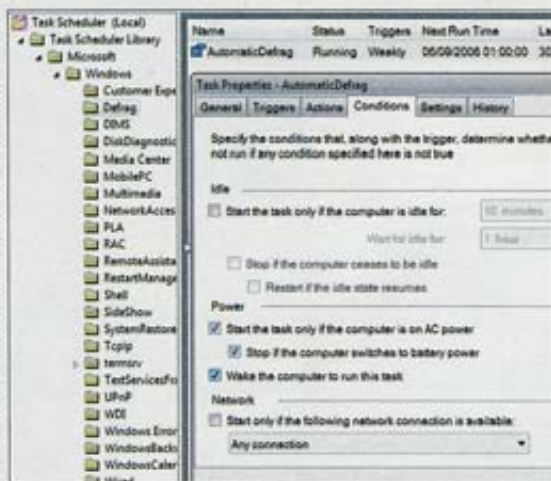 Task Scheduler (Local)
Task Scheduler Library
Microsoft
Windows
Customer Expe
Defrag
DIMS
DiskDiagnostic
Media Center
MobilePC
Multimedia
NetworkAcces
PLA
RAC
RemoteAssista
RestartManage
Shell
SideShow
SystemRestore
Tcpip
termsrv
TextServicesFr
UPnP
WDI
Windows Error
WindowsBack
WindowsCalen
Name Status Triggers Next Run Time La
AutomaticDefrag Running Weekly 06/09/2006 01:00:00 30
Task Properties - AutomaticDefrag
General Triggers Actions Conditions Settings History
Specify the conditions that, along with the trigger, determine whethe
not run if any condition specified here is not true
Idle
Start the task only if the computer is idle for: 10 minutes
Wait for idle for: 1 hour
Stop if the computer ceases to be idle
Restart if the idle state resumes
Power
Start the task only if the computer is on AC power
Stop if the computer switches to battery power
Wake the computer to run this task
Network
Start only if the following network connection is available:
Any connection